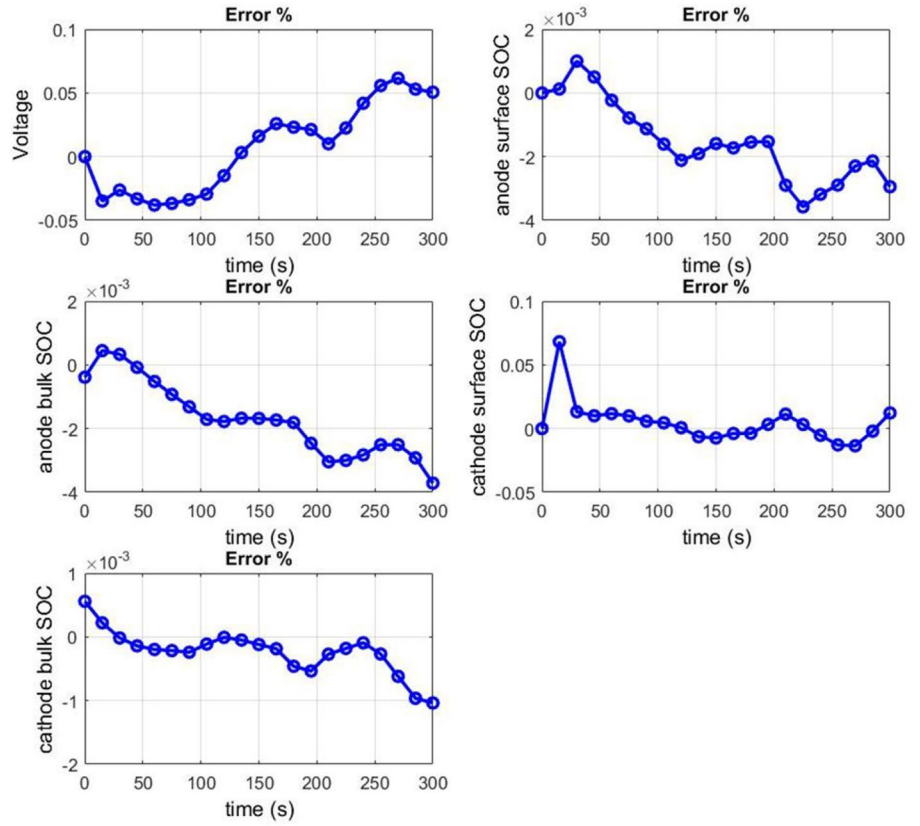 Error %
Voltage
0.1
0.05
0
-0.05
0 50 100 150 200 250 300
time (s)
Error %
×10⁻³
anode surface SOC
2
0
-2
-4
0 50 100 150 200 250 300
time (s)
Error %
×10⁻³
anode bulk SOC
2
0
-2
-4
0 50 100 150 200 250 300
time (s)
Error %
cathode surface SOC
0.1
0.05
0
-0.05
0 50 100 150 200 250 300
time (s)
Error %
×10⁻³
cathode bulk SOC
1
0
-1
-2
0 50 100 150 200 250 300
time (s)